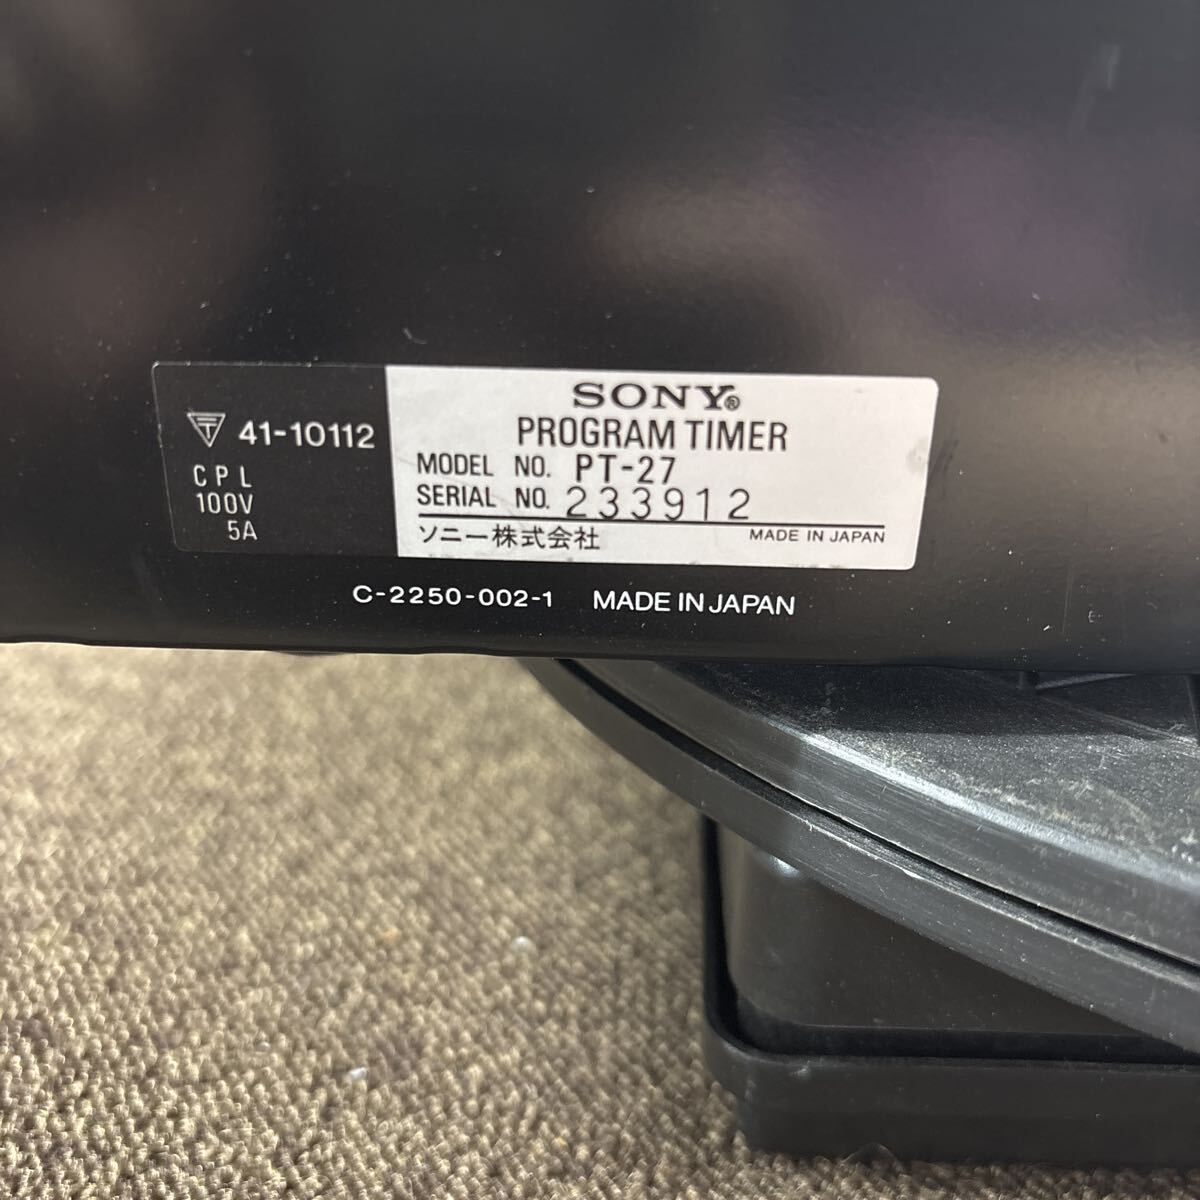 41-10112
CPL
100V
5A
SONY®
PROGRAM TIMER
MODEL NO. PT-27
SERIAL NO. 233912
ソニー株式会社 MADE IN JAPAN
C-2250-002-1 MADE IN JAPAN